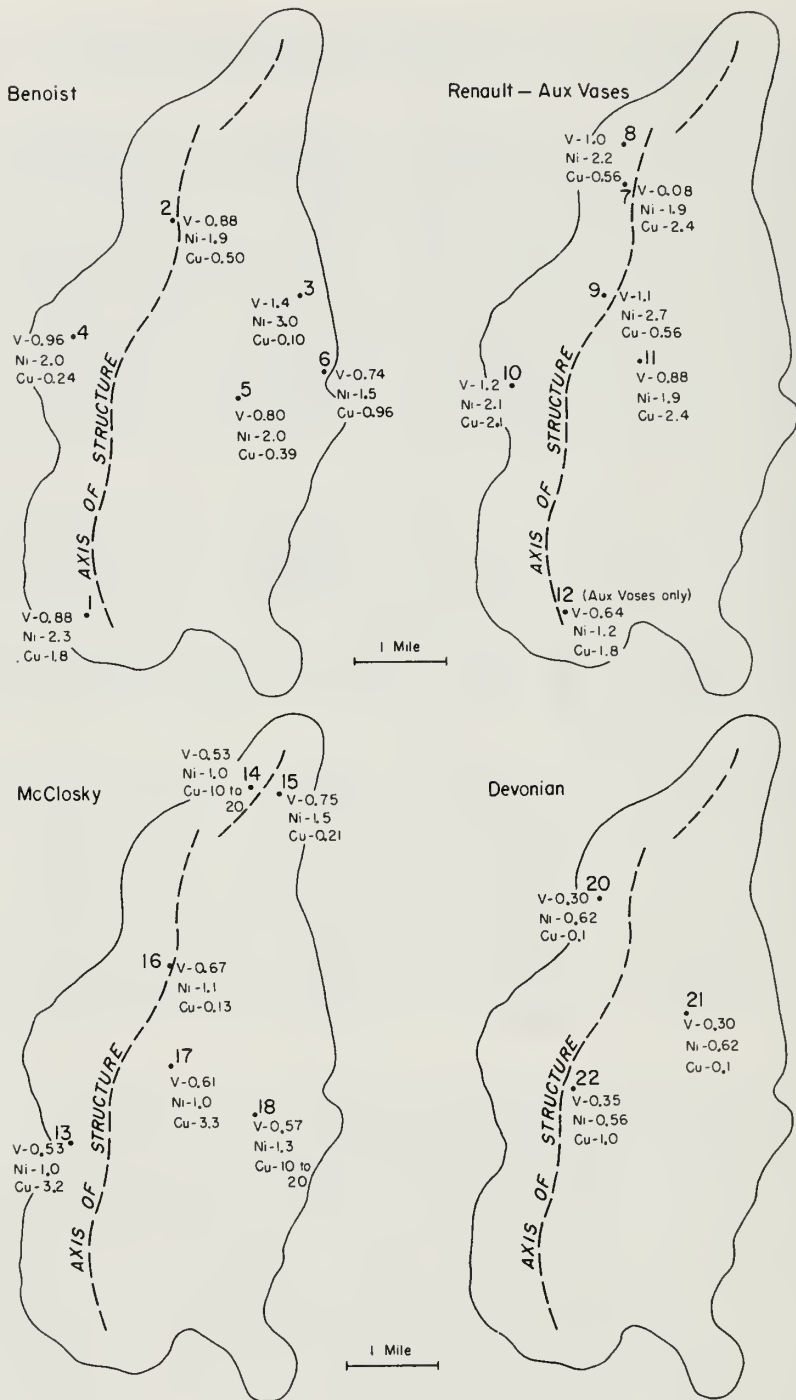 Benoist
2
V-0.88
Ni-1.9
Cu-0.50
3
V-1.4
Ni-3.0
Cu-0.10
4
V-0.96
Ni-2.0
Cu-0.24
6
V-0.74
Ni-1.5
Cu-0.96
5
V-0.80
Ni-2.0
Cu-0.39
AXIS OF STRUCTURE
1
V-0.88
Ni-2.3
Cu-1.8
Renault — Aux Vases
8
V-1.0
Ni-2.2
Cu-0.56
7
V-0.08
Ni-1.9
Cu-2.4
9
V-1.1
Ni-2.7
Cu-0.56
11
V-0.88
Ni-1.9
Cu-2.4
10
V-1.2
Ni-2.1
Cu-2.1
AXIS OF STRUCTURE
12 (Aux Voses only)
V-0.64
Ni-1.2
Cu-1.8
1 Mile
McClosky
14
V-0.53
Ni-1.0
Cu-10 to
20
15
V-0.75
Ni-1.5
Cu-0.21
16
V-0.67
Ni-1.1
Cu-0.13
17
V-0.61
Ni-1.0
Cu-3.3
18
V-0.57
Ni-1.3
Cu-10 to
20
13
V-0.53
Ni-1.0
Cu-3.2
AXIS OF STRUCTURE
Devonian
20
V-0.30
Ni-0.62
Cu-0.1
21
V-0.30
Ni-0.62
Cu-0.1
22
V-0.35
Ni-0.56
Cu-1.0
AXIS OF STRUCTURE
1 Mile